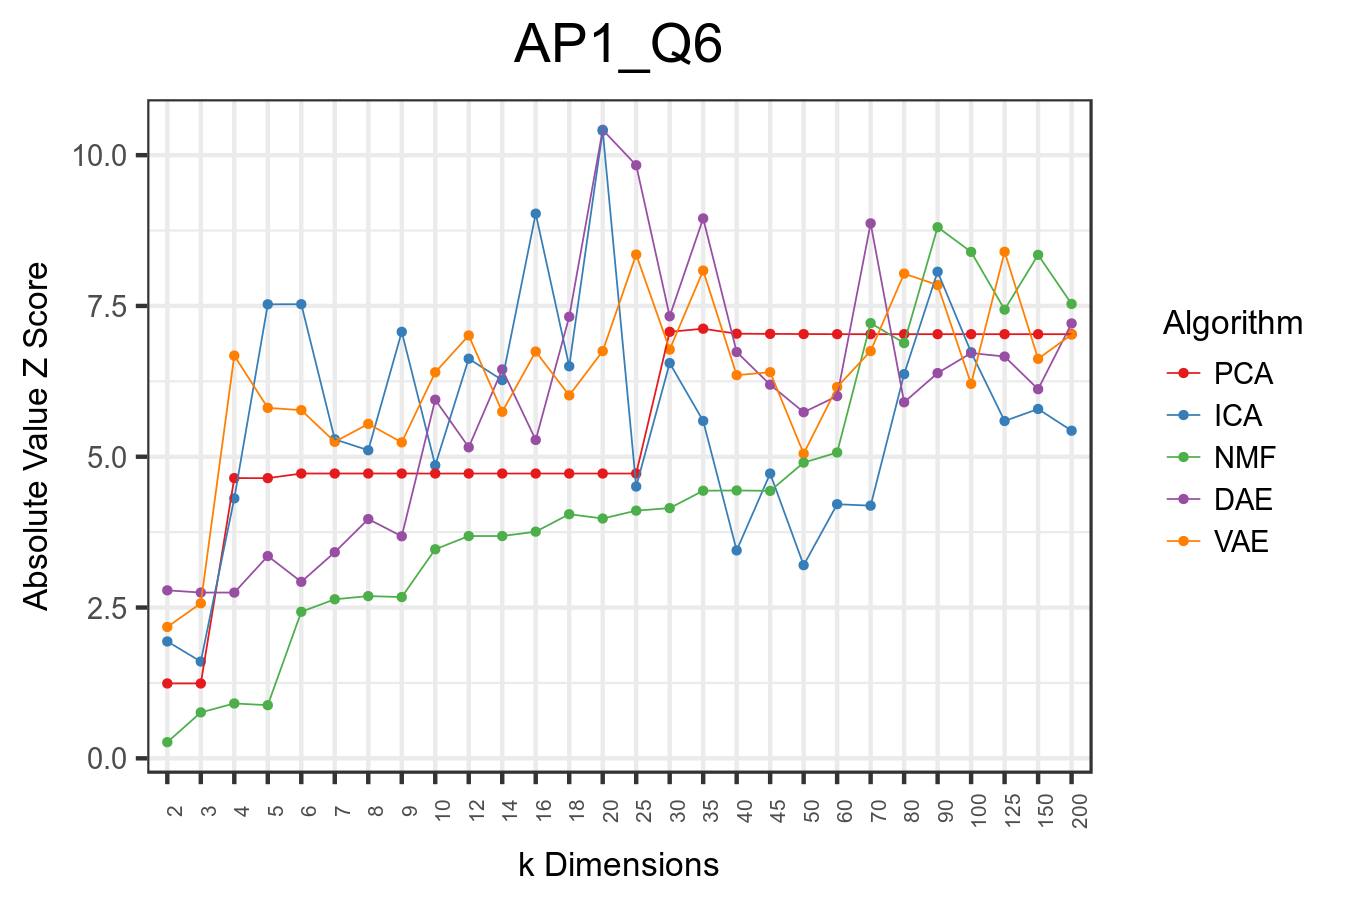 AP1_Q6
Absolute Value Z Score
10.0
7.5
5.0
2.5
0.0
2 3 4 5 6 7 8 9 10 12 14 16 18 20 25 30 35 40 45 50 60 70 80 90 100 125 150 200
k Dimensions
Algorithm
PCA
ICA
NMF
DAE
VAE